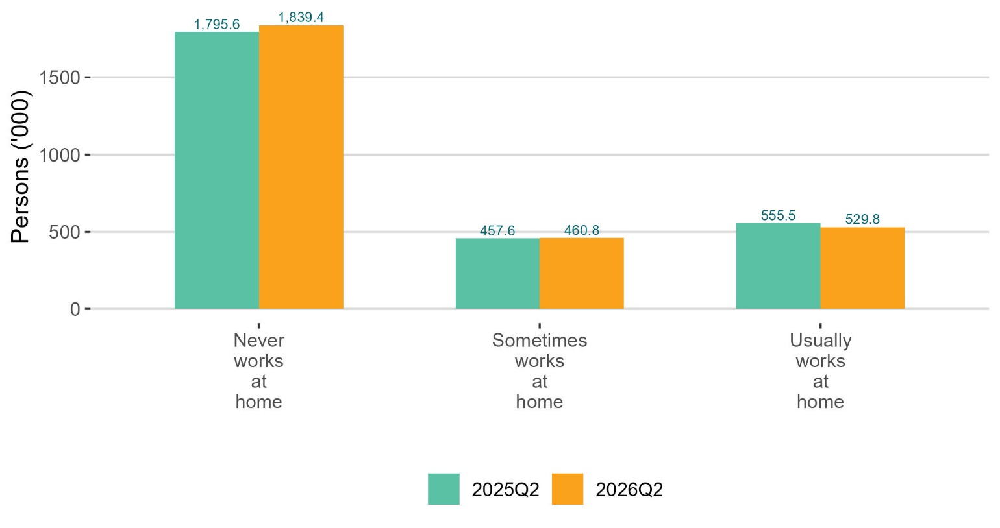 1,795.6
1,839.4
1500
1000
500
0
Persons ('000)
457.6
460.8
555.5
529.8
Never
works
at
home
Sometimes
works
at
home
Usually
works
at
home
2025Q2
2026Q2